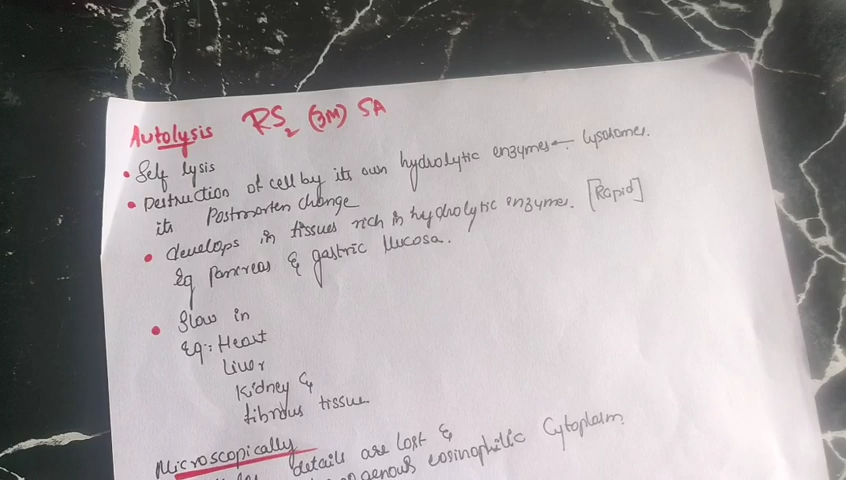 Autolysis RS2 (3M) SA
• Self lysis
• Destruction of cell by its own hydrolytic enzymes ← lysosomes.
its Postmorten change
• develops in tissues rich in hydrolytic enzymes. [Rapid]
Eg Pancreas & gastric Mucosa.
• Slow in
Eg:- Heart
Liver
Kidney &
fibrous tissue
Microscopically
details are lost &
eosinophilic Cytoplasm